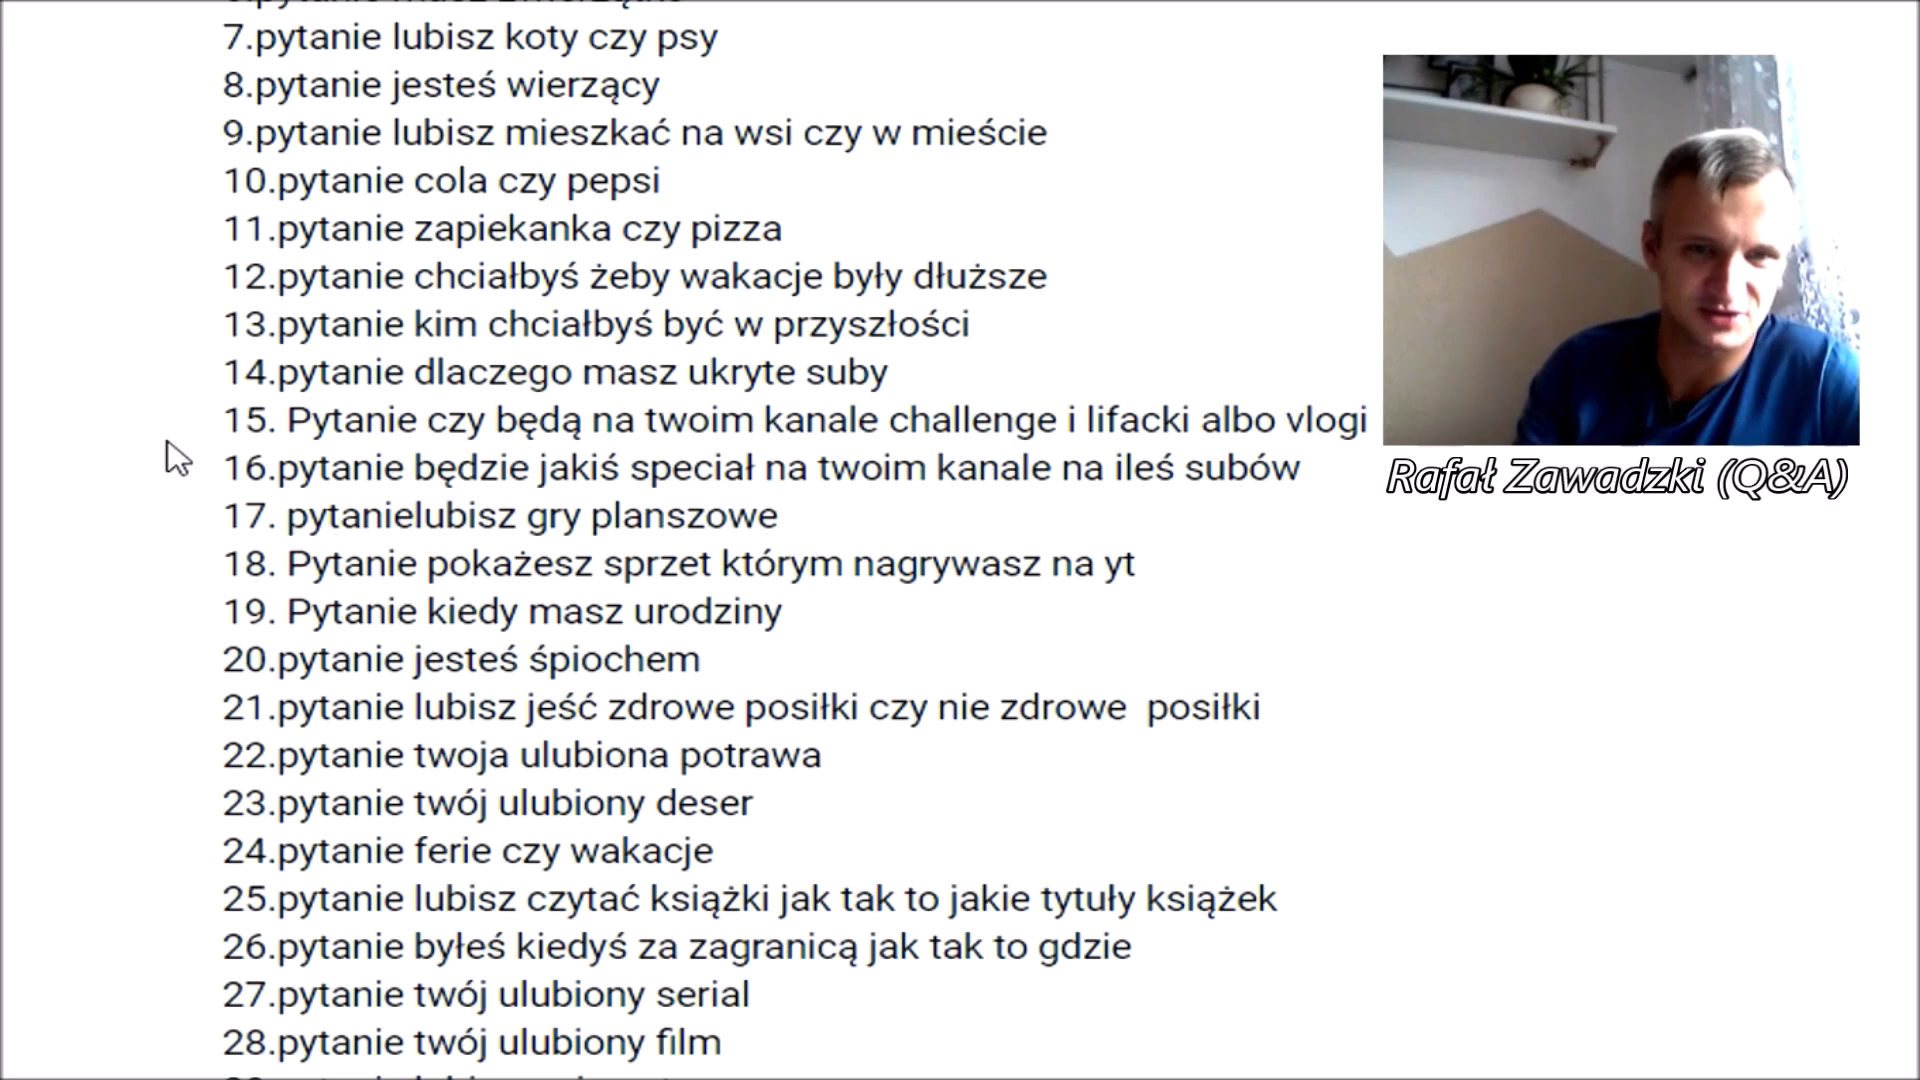 7.pytanie lubisz koty czy psy
8.pytanie jesteś wierzący
9.pytanie lubisz mieszkać na wsi czy w mieście
10.pytanie cola czy pepsi
11.pytanie zapiekanka czy pizza
12.pytanie chciałbyś żeby wakacje były dłuższe
13.pytanie kim chciałbyś być w przyszłości
14.pytanie dlaczego masz ukryte suby
15. Pytanie czy będą na twoim kanale challenge i lifacki albo vlogi
16.pytanie będzie jakiś speciał na twoim kanale na ileś subów
17. pytanielubisz gry planszowe
18. Pytanie pokażesz sprzet którym nagrywasz na yt
19. Pytanie kiedy masz urodziny
20.pytanie jesteś śpiochem
21.pytanie lubisz jeść zdrowe posiłki czy nie zdrowe  posiłki
22.pytanie twoja ulubiona potrawa
23.pytanie twój ulubiony deser
24.pytanie ferie czy wakacje
25.pytanie lubisz czytać książki jak tak to jakie tytuły książek
26.pytanie byłeś kiedyś za zagranicą jak tak to gdzie
27.pytanie twój ulubiony serial
28.pytanie twój ulubiony film
Rafał Zawadzki (Q&A)